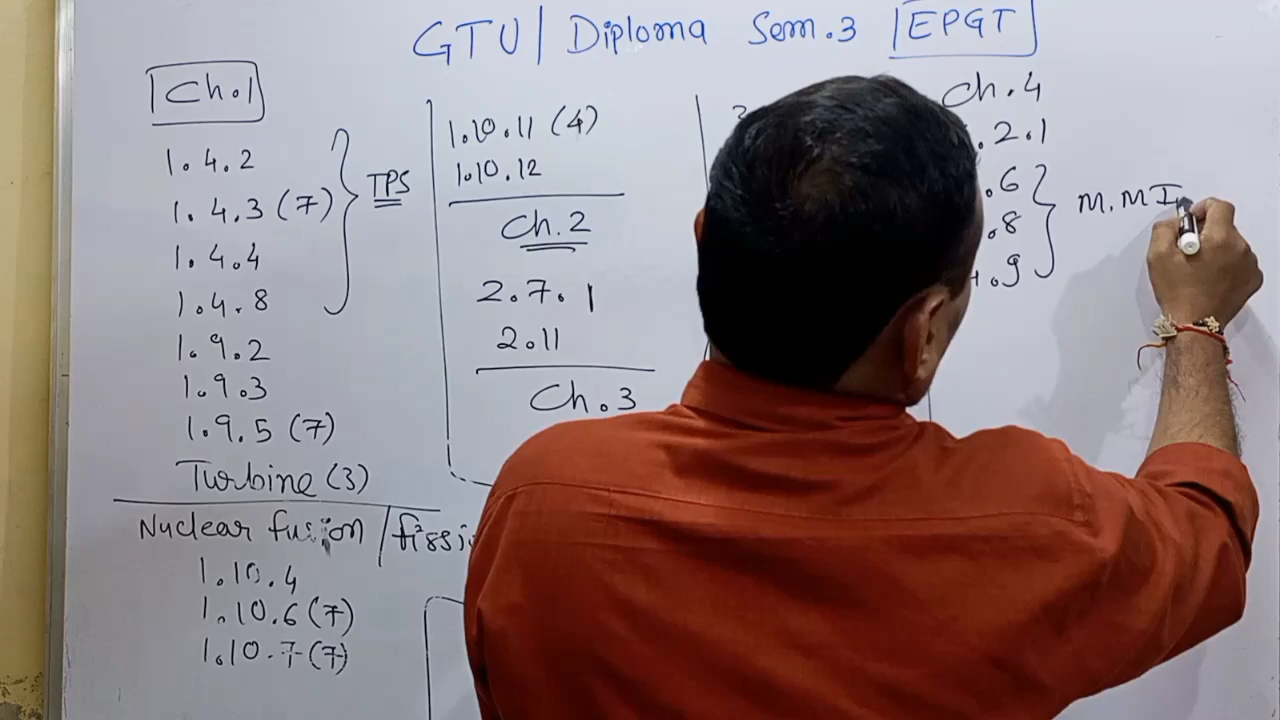 GTU | Diploma Sem.3 EPGT
Ch.1
1.4.2
1.4.3 (7)
1.4.4
1.4.8
TPS
1.9.2
1.9.3
1.9.5 (7)
Turbine (3)
Nuclear fusion / fissi
1.10.4
1.10.6 (7)
1.10.7 (7)
1.10.11 (4)
1.10.12
Ch.2
2.7.1
2.11
Ch.3
Ch.4
.2.1
.6
.8
.9
M.M I